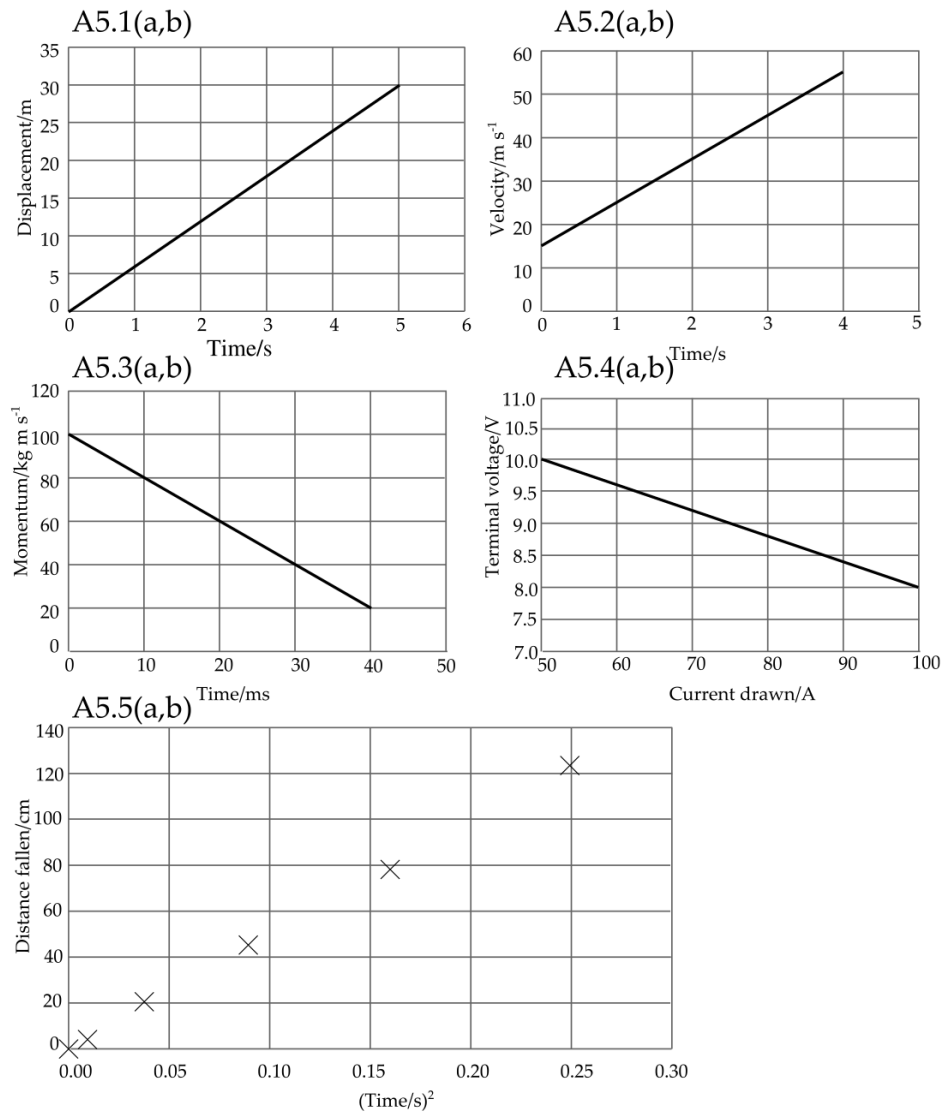 A5.1(a,b)
35
30
25
20
15
10
5
0
Displacement/m
0 1 2 3 4 5 6
Time/s
A5.2(a,b)
60
50
40
30
20
10
0
Velocity/m s⁻¹
0 1 2 3 4 5
Time/s
A5.3(a,b)
120
100
80
60
40
20
0
Momentum/kg m s⁻¹
0 10 20 30 40 50
Time/ms
A5.4(a,b)
11.0
10.5
10.0
9.5
9.0
8.5
8.0
7.5
7.0
Terminal voltage/V
50 60 70 80 90 100
Current drawn/A
A5.5(a,b)
140
120
100
80
60
40
20
0
Distance fallen/cm
0.00 0.05 0.10 0.15 0.20 0.25 0.30
(Time/s)²